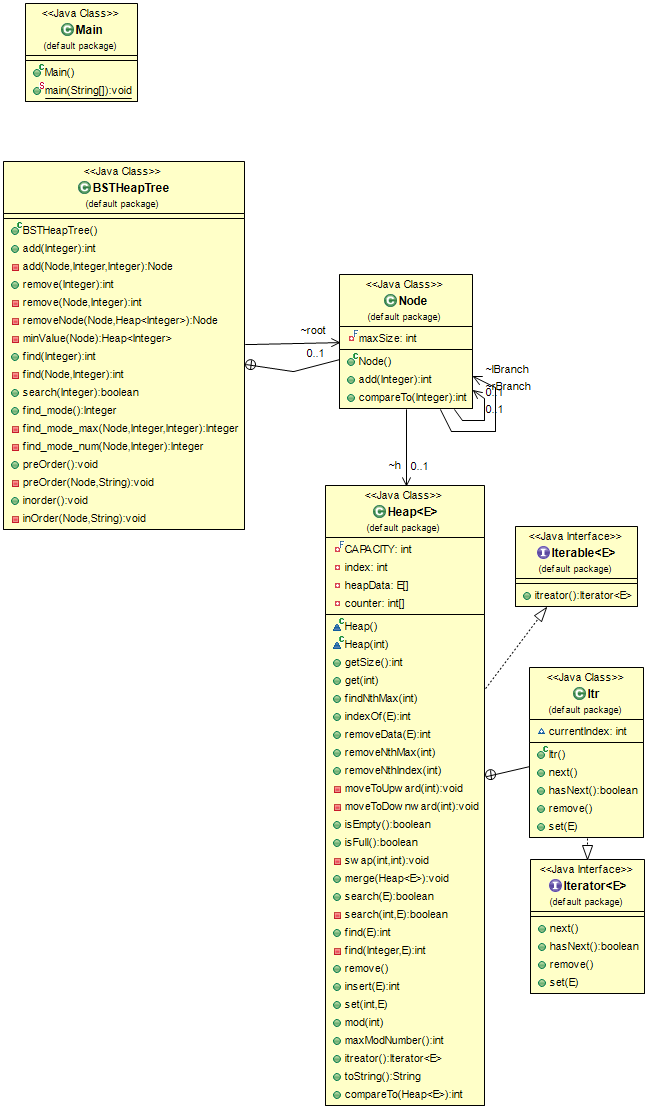 <<Java Class>>
Main
(default package)
Main()
main(String[]):void
<<Java Class>>
BSTHeapTree
(default package)
BSTHeapTree()
add(Integer):int
add(Node,Integer,Integer):Node
remove(Integer):int
remove(Node,Integer):int
removeNode(Node,Heap<Integer>):Node
minValue(Node):Heap<Integer>
find(Integer):int
find(Node,Integer):int
search(Integer):boolean
find_mode():Integer
find_mode_max(Node,Integer,Integer):Integer
find_mode_num(Node,Integer):Integer
preOrder():void
preOrder(Node,String):void
inorder():void
inOrder(Node,String):void
~root
0..1
<<Java Class>>
Node
(default package)
maxSize: int
Node()
add(Integer):int
compareTo(Integer):int
~lBranch
~rBranch
0..1
0..1
~h
0..1
<<Java Class>>
Heap<E>
(default package)
CAPACITY: int
index: int
heapData: E[]
counter: int[]
Heap()
Heap(int)
getSize():int
get(int)
findNthMax(int)
indexOf(E):int
removeData(E):int
removeNthMax(int)
removeNthIndex(int)
moveToUpward(int):void
moveToDownward(int):void
isEmpty():boolean
isFull():boolean
swap(int,int):void
merge(Heap<E>):void
search(E):boolean
search(int,E):boolean
find(E):int
find(Integer,E):int
remove()
insert(E):int
set(int,E)
mod(int)
maxModNumber():int
itreator():Iterator<E>
toString():String
compareTo(Heap<E>):int
<<Java Interface>>
Iterable<E>
(default package)
itreator():Iterator<E>
<<Java Class>>
Itr
(default package)
currentIndex: int
Itr()
next()
hasNext():boolean
remove()
set(E)
<<Java Interface>>
Iterator<E>
(default package)
next()
hasNext():boolean
remove()
set(E)